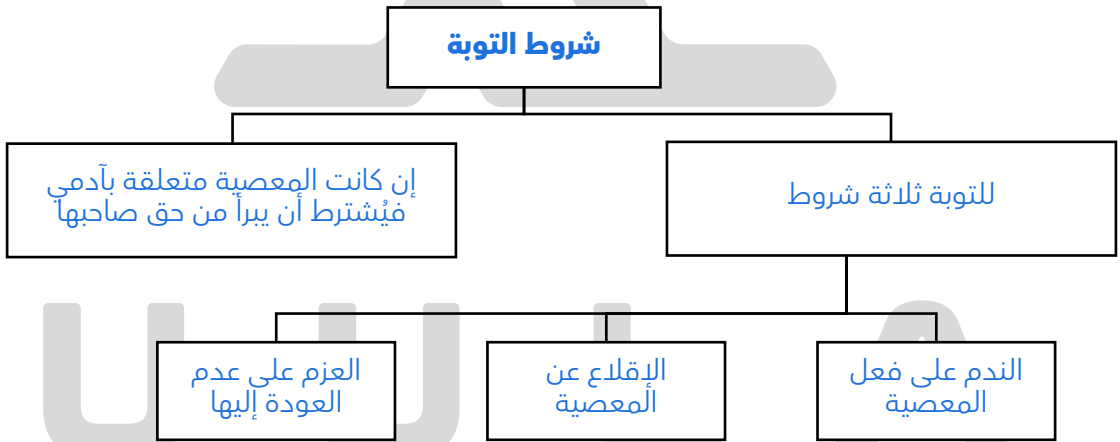 شروط التوبة
للتوبة ثلاثة شروط
إن كانت المعصية متعلقة بآدمي
فيُشترط أن يبرأ من حق صاحبها
الندم على فعل
المعصية
الإقلاع عن
المعصية
العزم على عدم
العودة إليها